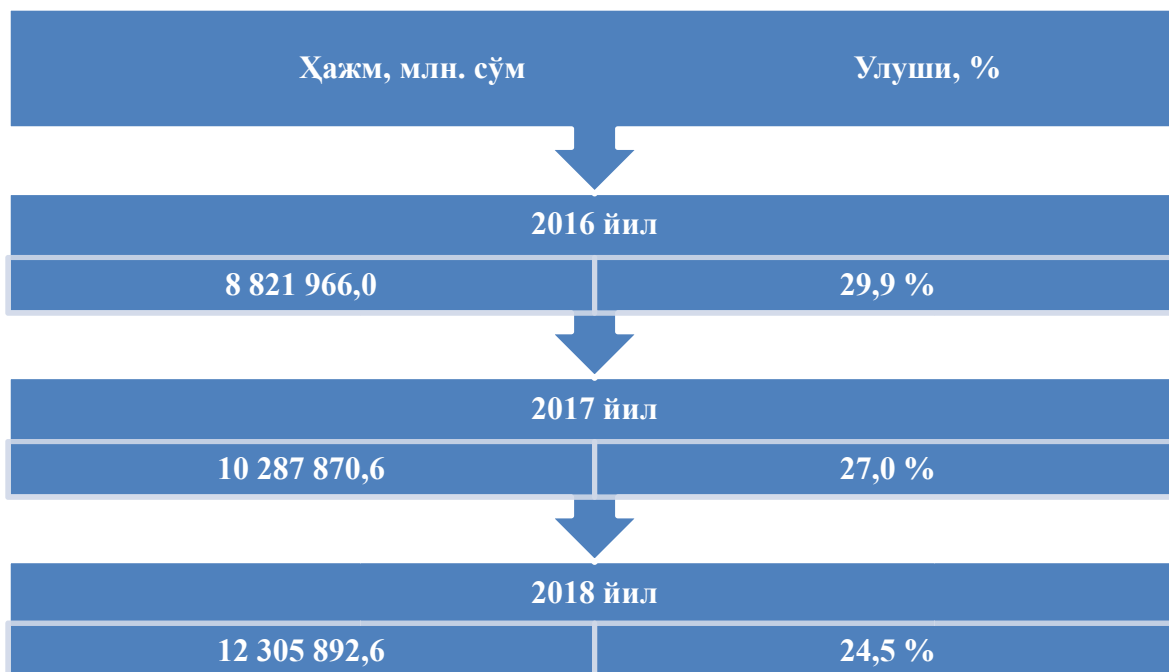 Ҳажм, млн. сўм Улуши, %
2016 йил
8 821 966,0 29,9 %
2017 йил
10 287 870,6 27,0 %
2018 йил
12 305 892,6 24,5 %